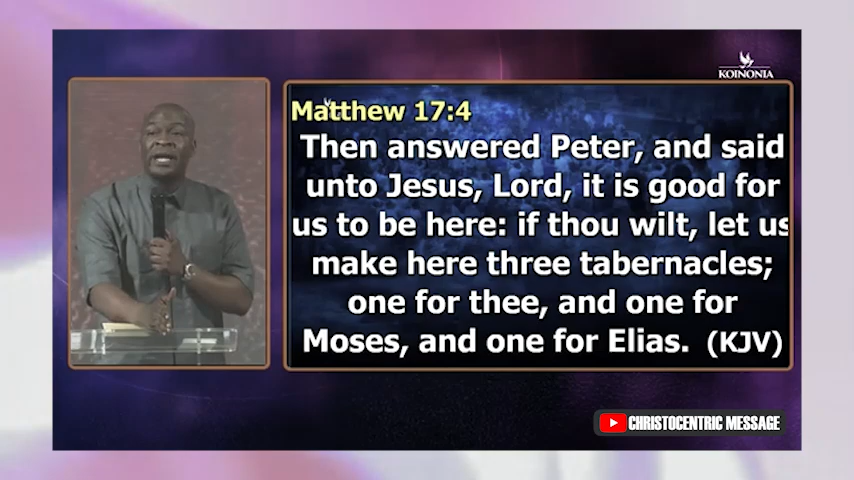 KOINONIA
Matthew 17:4
Then answered Peter, and said
unto Jesus, Lord, it is good for
us to be here: if thou wilt, let us
make here three tabernacles;
one for thee, and one for
Moses, and one for Elias. (KJV)
CHRISTOCENTRIC MESSAGE